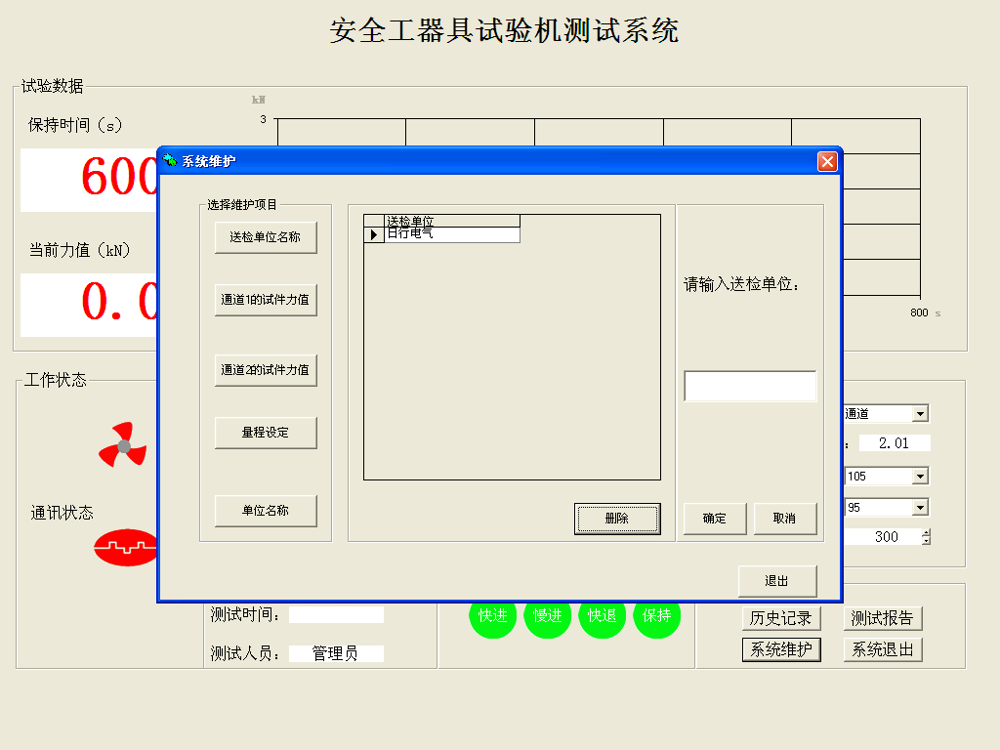 安全工器具试验机测试系统
试验数据
kN
3
保持时间（s）
600
当前力值（kN）
0.0
800 s
系统维护
选择维护项目
送检单位名称
通道1的试件力值
通道2的试件力值
量程设定
单位名称
送检单位
日行电气
删除
请输入送检单位：
确定
取消
退出
工作状态
通讯状态
通道
：
2.01
105
95
300
测试时间：
测试人员：
管理员
快进
慢进
快退
保持
历史记录
测试报告
系统维护
系统退出